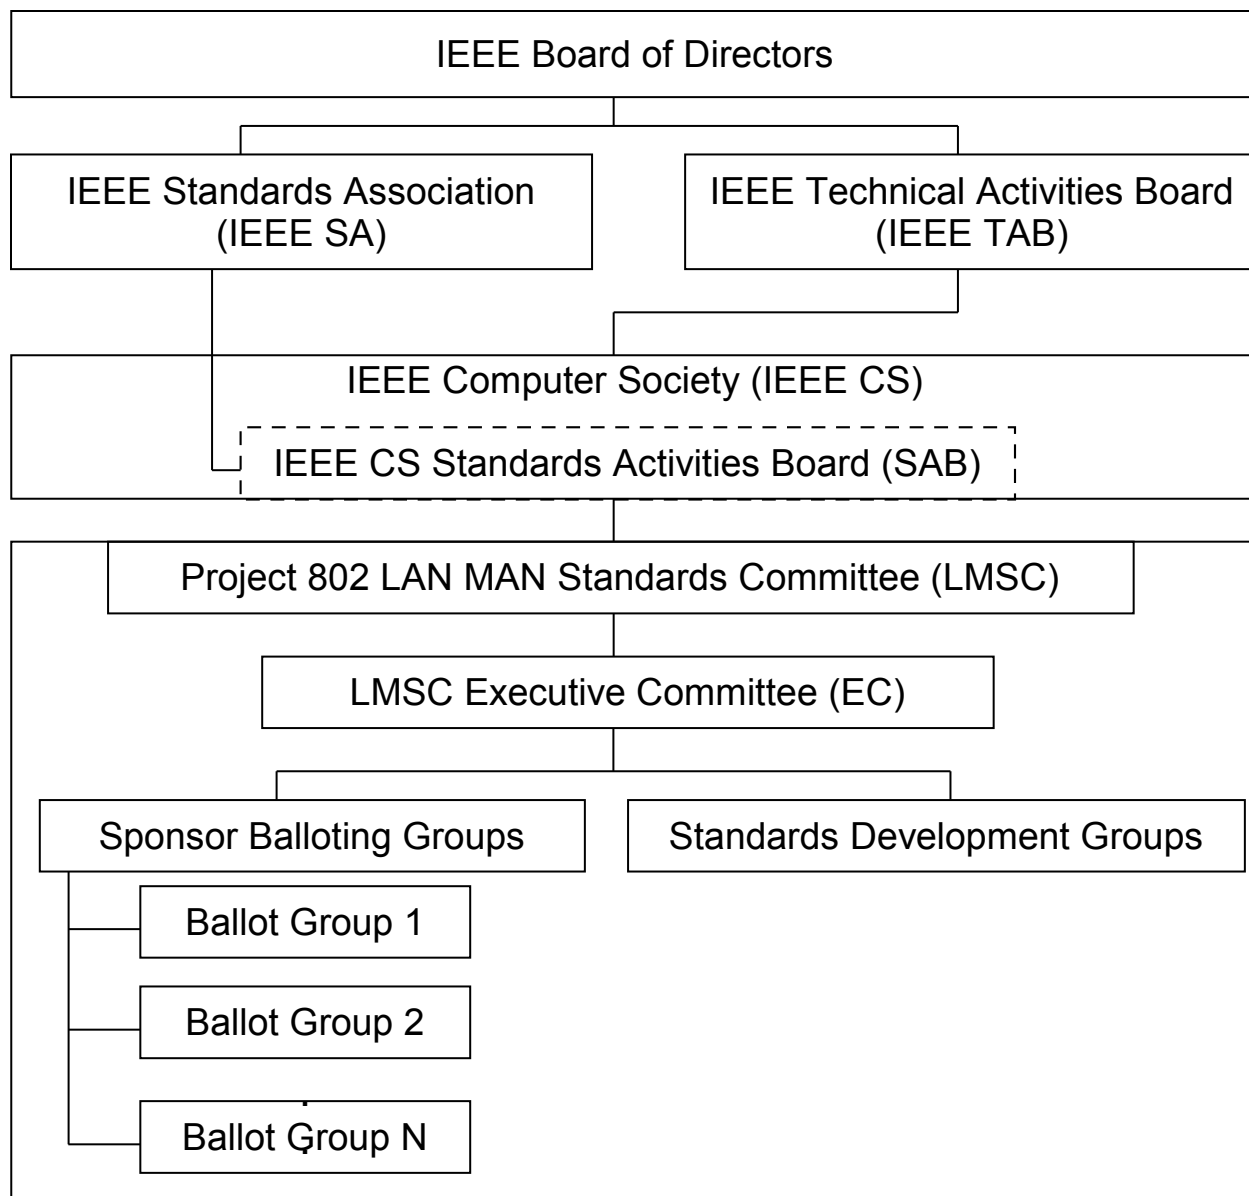 IEEE Board of Directors
IEEE Standards Association
(IEEE SA)
IEEE Technical Activities Board
(IEEE TAB)
IEEE Computer Society (IEEE CS)
IEEE CS Standards Activities Board (SAB)
Project 802 LAN MAN Standards Committee (LMSC)
LMSC Executive Committee (EC)
Sponsor Balloting Groups
Standards Development Groups
Ballot Group 1
Ballot Group 2
Ballot Group N